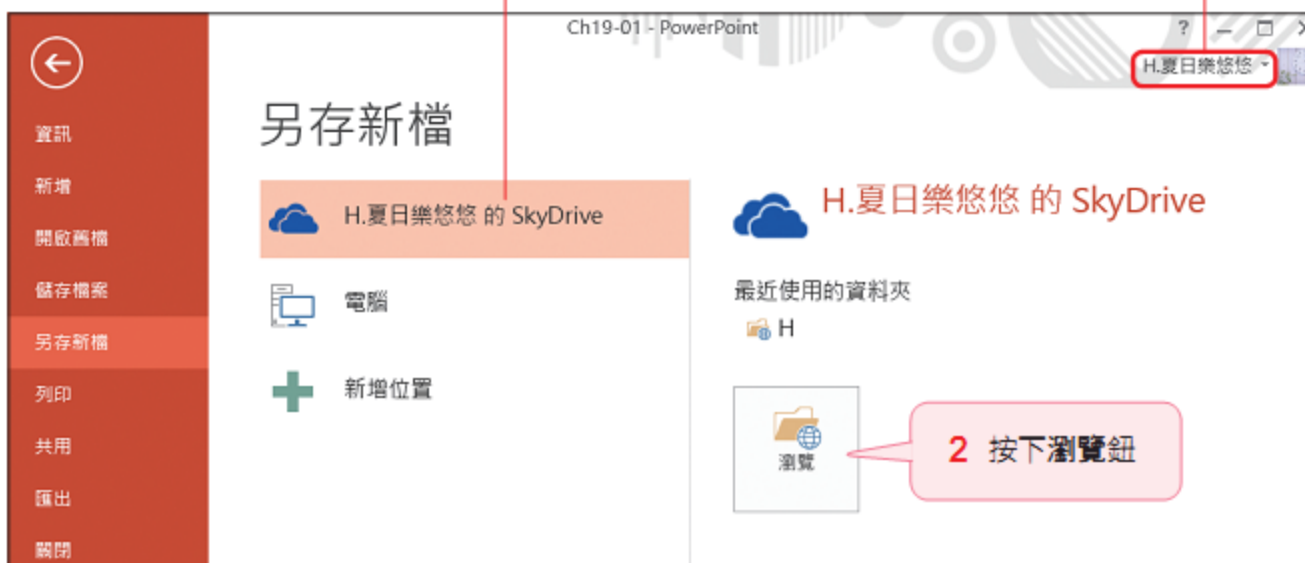 Ch19-01 - PowerPoint
?
H.夏日樂悠悠
資訊
新增
開啟舊檔
儲存檔案
另存新檔
列印
共用
匯出
關閉
另存新檔
H.夏日樂悠悠 的 SkyDrive
電腦
新增位置
H.夏日樂悠悠 的 SkyDrive
最近使用的資料夾
H
瀏覽
2 按下瀏覽鈕